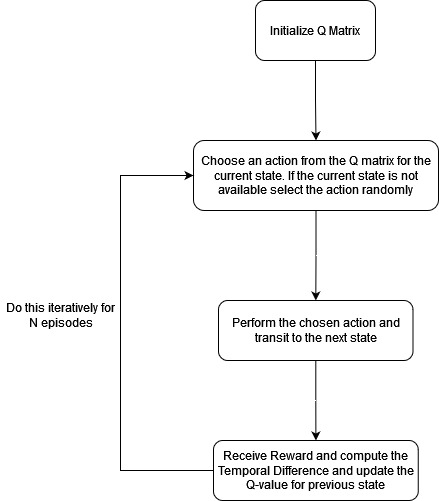 Initialize Q Matrix
Choose an action from the Q matrix for the
current state. If the current state is not
available select the action randomly
Do this iteratively for
N episodes
Perform the chosen action and
transit to the next state
Receive Reward and compute the
Temporal Difference and update the
Q-value for previous state